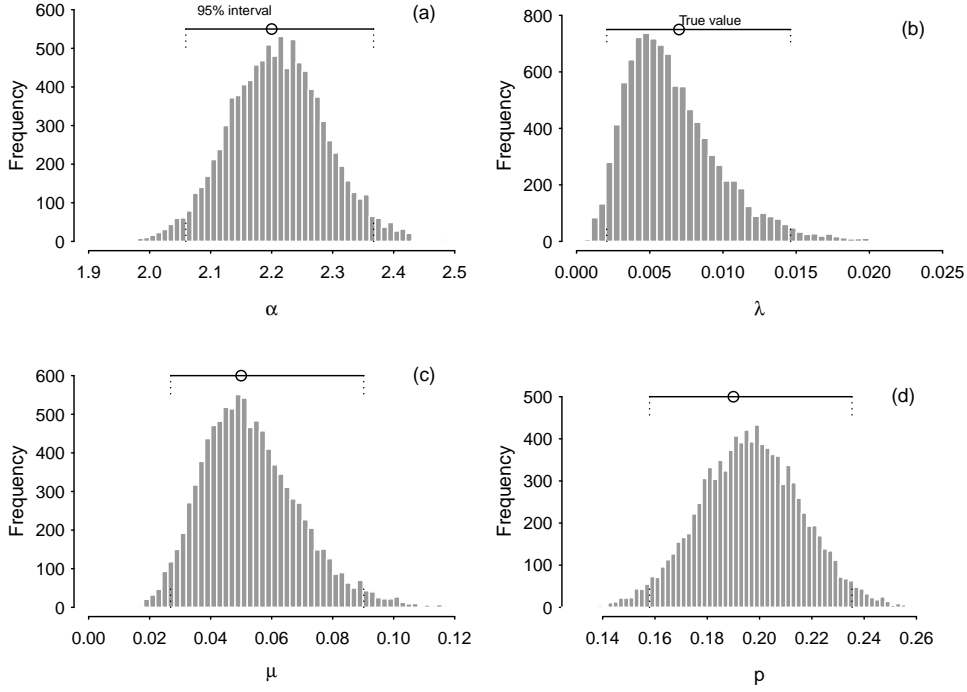 95% interval
(a)
600
500
400
300
200
100
0
Frequency
1.9 2.0 2.1 2.2 2.3 2.4 2.5
α
True value
(b)
800
600
400
200
0
Frequency
0.000 0.005 0.010 0.015 0.020 0.025
λ
(c)
600
500
400
300
200
100
0
Frequency
0.00 0.02 0.04 0.06 0.08 0.10 0.12
μ
(d)
500
400
300
200
100
0
Frequency
0.14 0.16 0.18 0.20 0.22 0.24 0.26
p